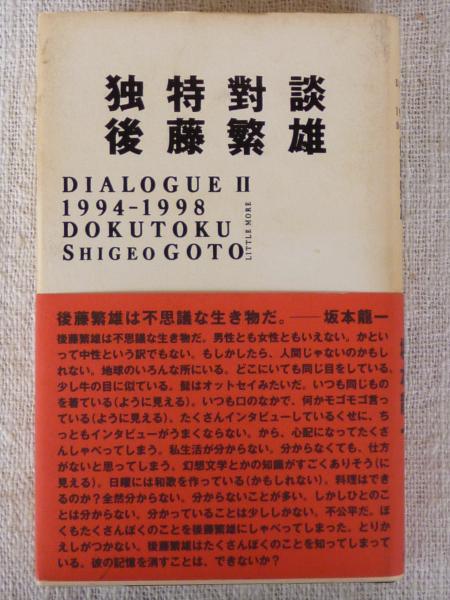 独特對談
後藤繁雄
DIALOGUE II
1994-1998
DOKUTOKU
SHIGEO GOTO
LITTLE MORE
後藤繁雄は不思議な生き物だ。——坂本龍一
後藤繁雄は不思議な生き物だ。男性とも女性ともいえない。かとい
って中性という訳でもない。もしかしたら、人間じゃないのかもし
れない。地球のいろんな所にいる。どこにいても同じ目をしている。
少し牛の目に似ている。髭はオットセイみたいだ。いつも同じもの
を着ている(ように見える)。いつも口のなかで、何かモゴモゴ言っ
ている(ように見える)。たくさんインタビューしているくせに、ち
っともインタビューがうまくならない。から、心配になってたくさ
んしゃべってしまう。私生活が分からない。分からなくても、仕方
がないと思ってしまう。幻想文学とかの知識がすごくありそう(に
見える)。日曜には和歌を作っている(かもしれない)。料理はでき
るのか?全然分からない。分からないことが多い。しかしひとのこ
とは分からない。分かっていることは少ししかない。不公平だ。ぼ
くもたくさんぼくのことを後藤繁雄にしゃべってしまった。とりか
えしがつかない。後藤繁雄はたくさんぼくのことを知ってしまって
いる。彼の記憶を消すことは、できないか?